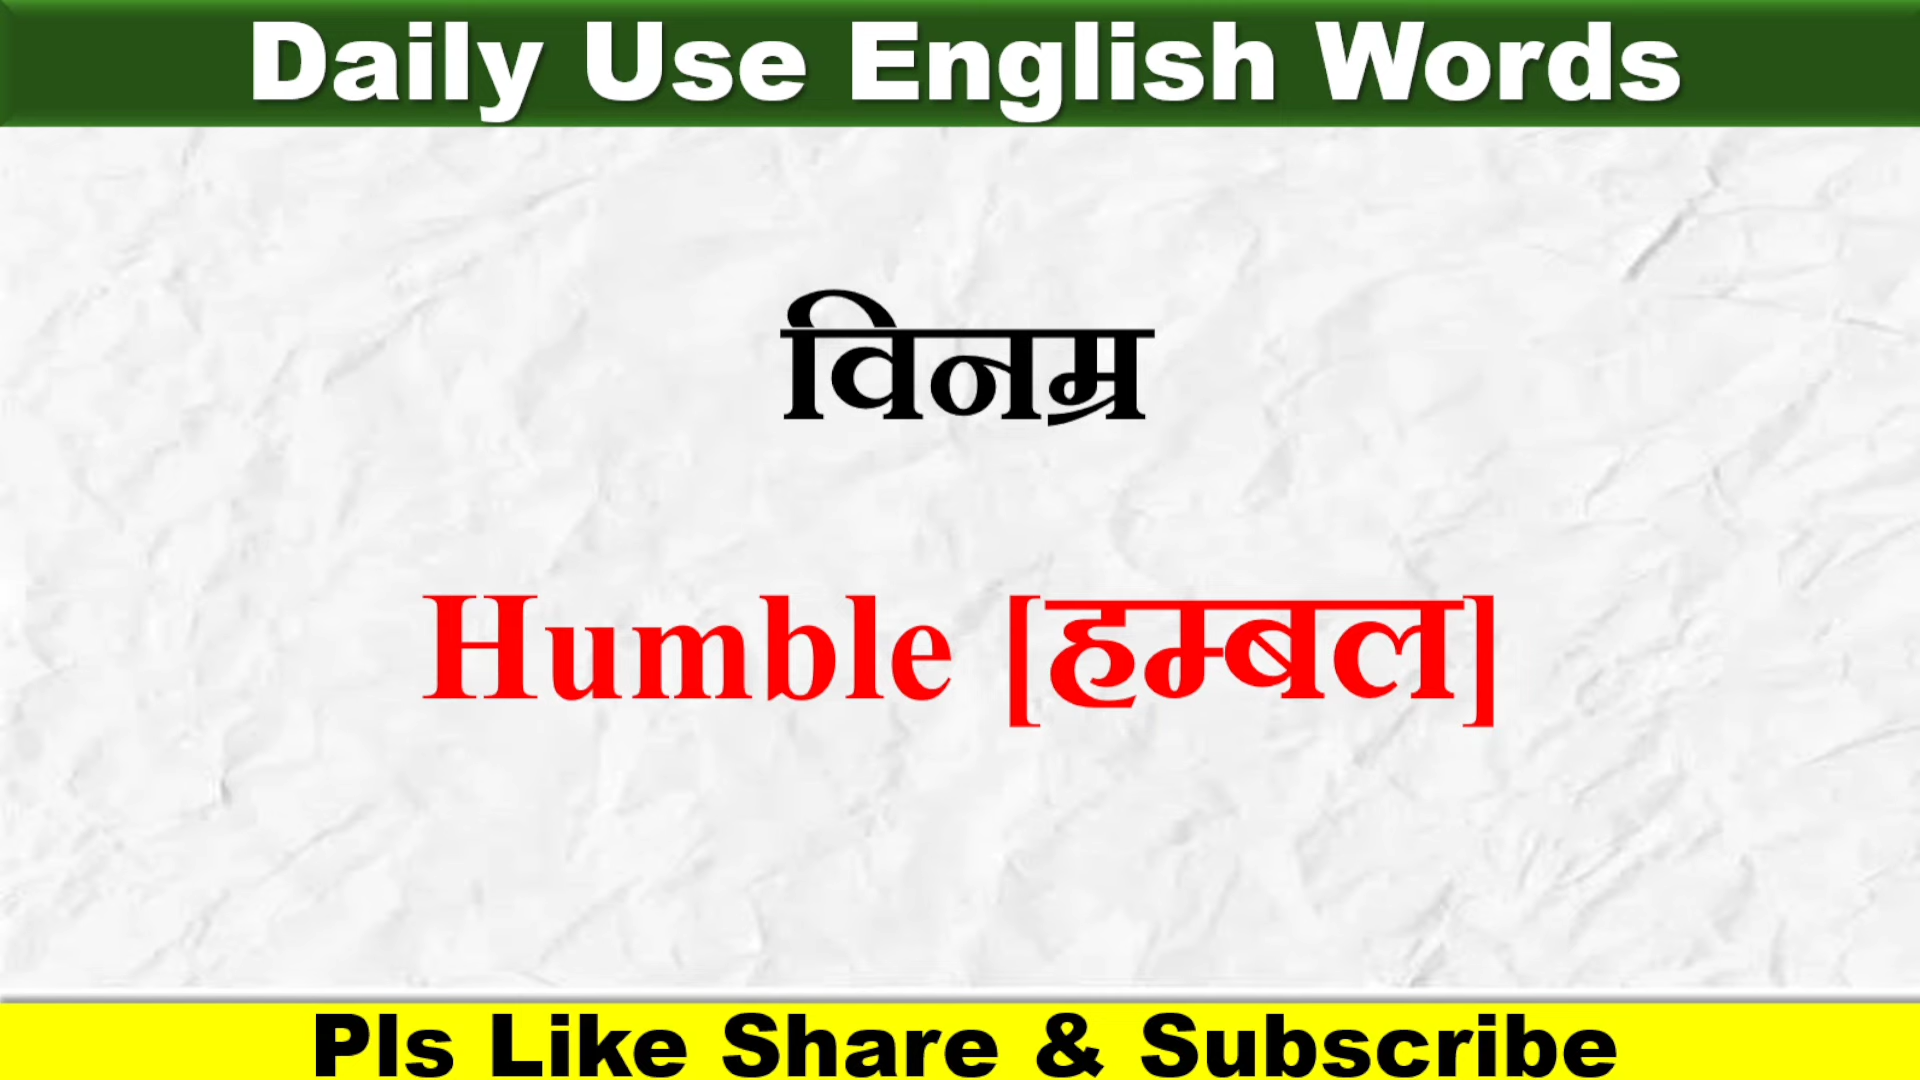 Daily Use English Words
विनम्र
Humble [हम्बल]
Pls Like Share & Subscribe